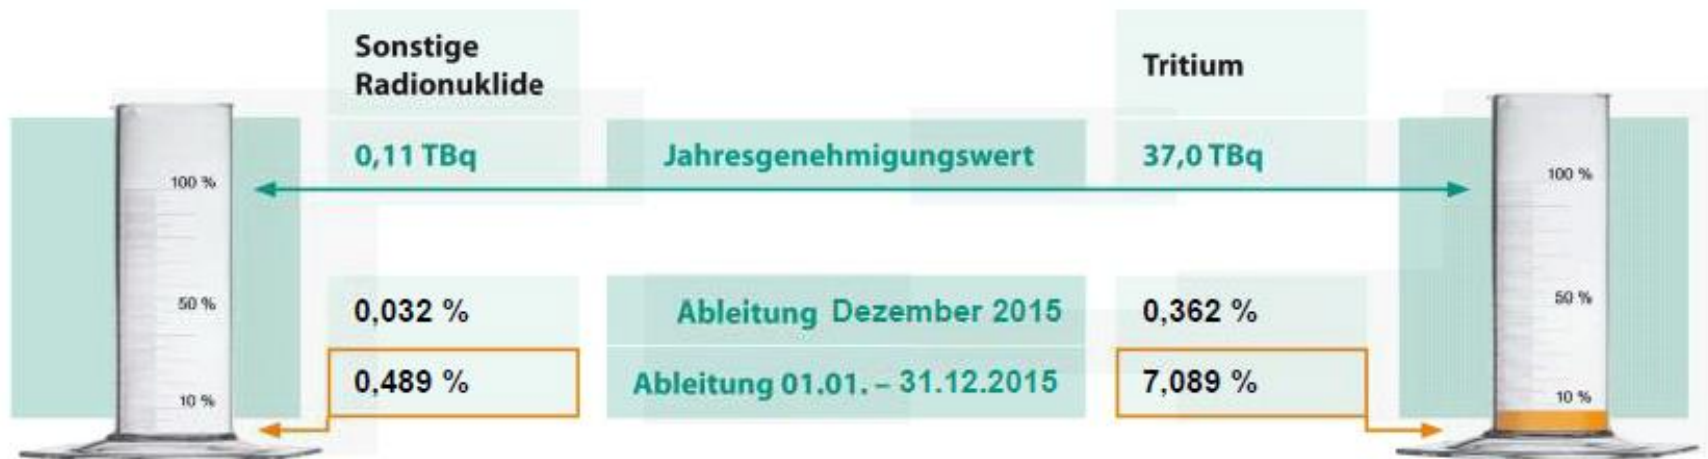 Sonstige
Radionuklide
Tritium
0,11 TBq
Jahresgenehmigungswert
37,0 TBq
100 %
100 %
50 %
0,032 %
Ableitung Dezember 2015
0,362 %
50 %
0,489 %
Ableitung 01.01. – 31.12.2015
7,089 %
10 %
10 %